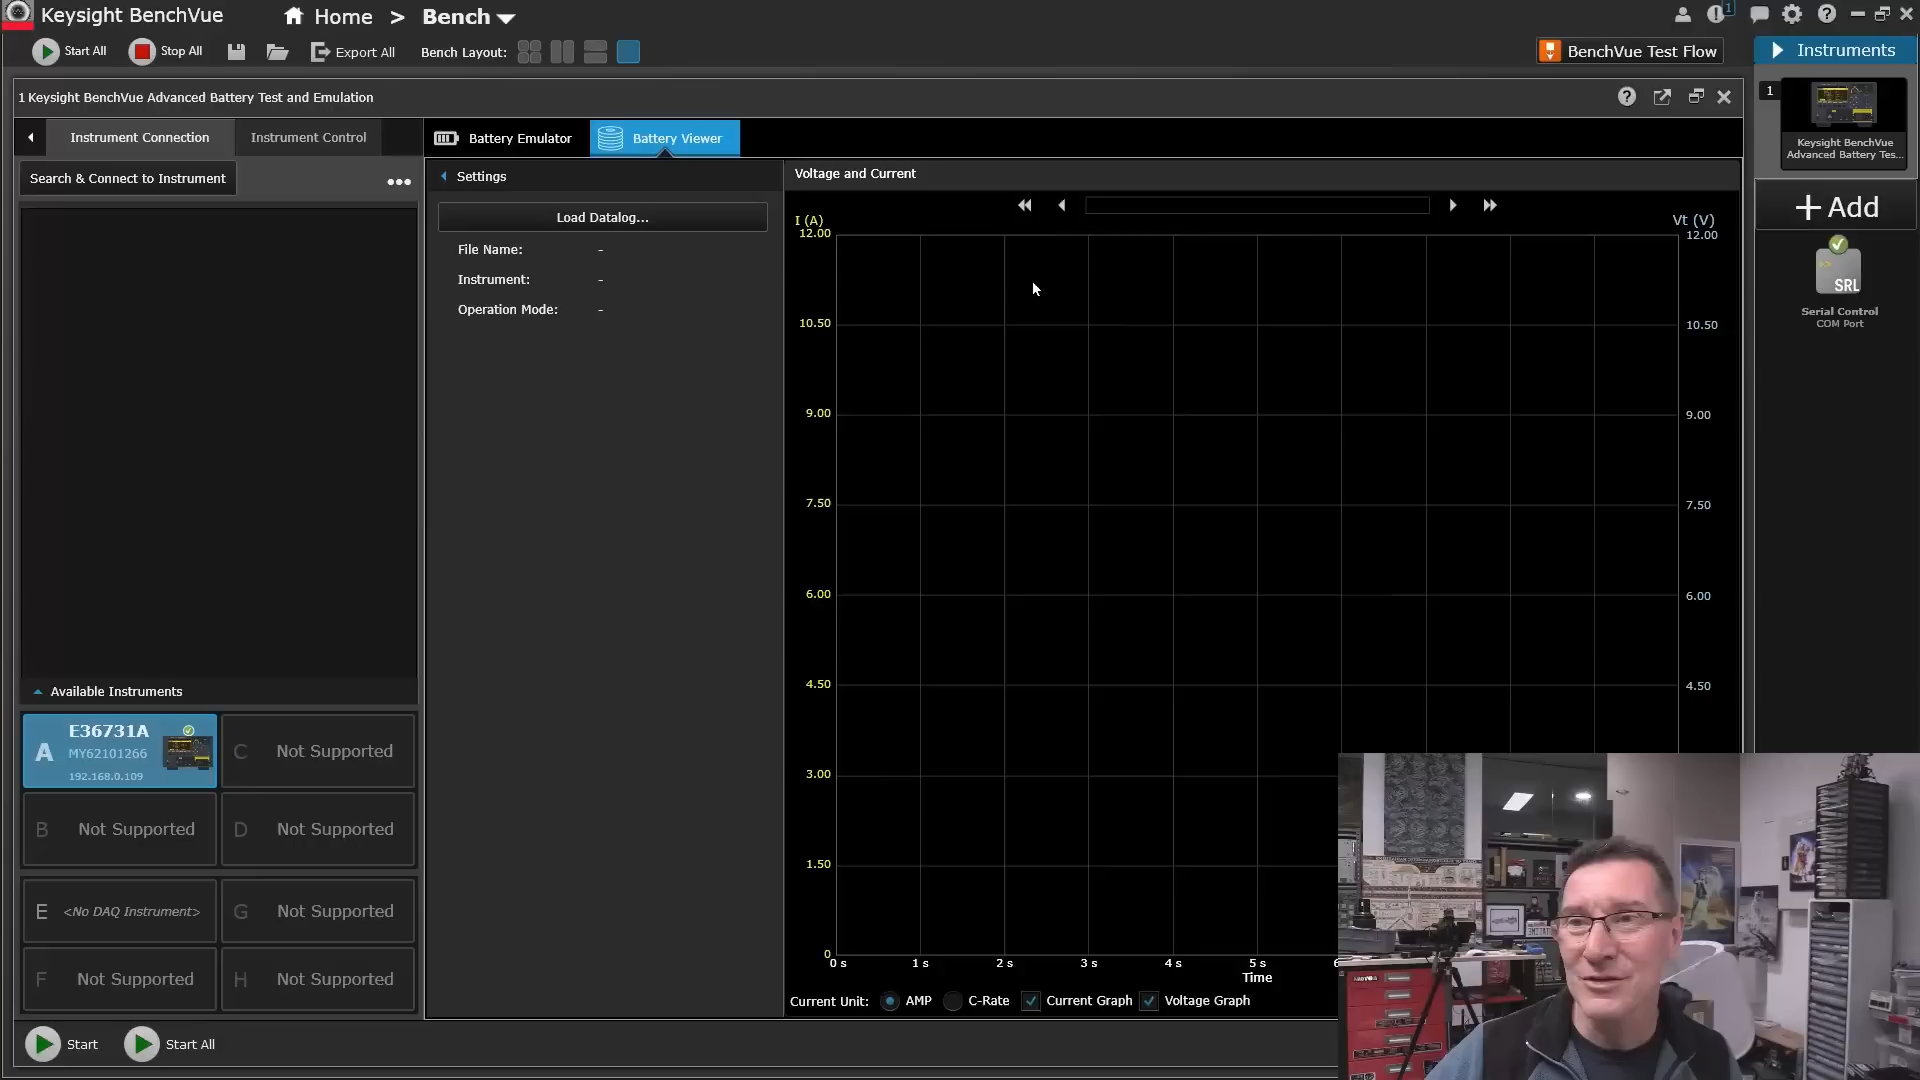 Keysight BenchVue
Home > Bench
1
Start All
Stop All
Export All
Bench Layout:
BenchVue Test Flow
Instruments
1 Keysight BenchVue Advanced Battery Test and Emulation
1
Keysight BenchVue
Advanced Battery Tes...
+ Add
SRL
Serial Control
COM Port
Instrument Connection
Instrument Control
Battery Emulator
Battery Viewer
Search & Connect to Instrument
Settings
Load Datalog...
File Name: -
Instrument: -
Operation Mode: -
Voltage and Current
I (A)
Vt (V)
12.00
12.00
10.50
10.50
9.00
9.00
7.50
7.50
6.00
6.00
4.50
4.50
3.00
1.50
0
0 s
1 s
2 s
3 s
4 s
5 s
6
Time
Current Unit: AMP C-Rate Current Graph Voltage Graph
Available Instruments
A
E36731A
MY62101266
192.168.0.109
C Not Supported
B Not Supported
D Not Supported
E <No DAQ Instrument>
G Not Supported
F Not Supported
H Not Supported
Start
Start All